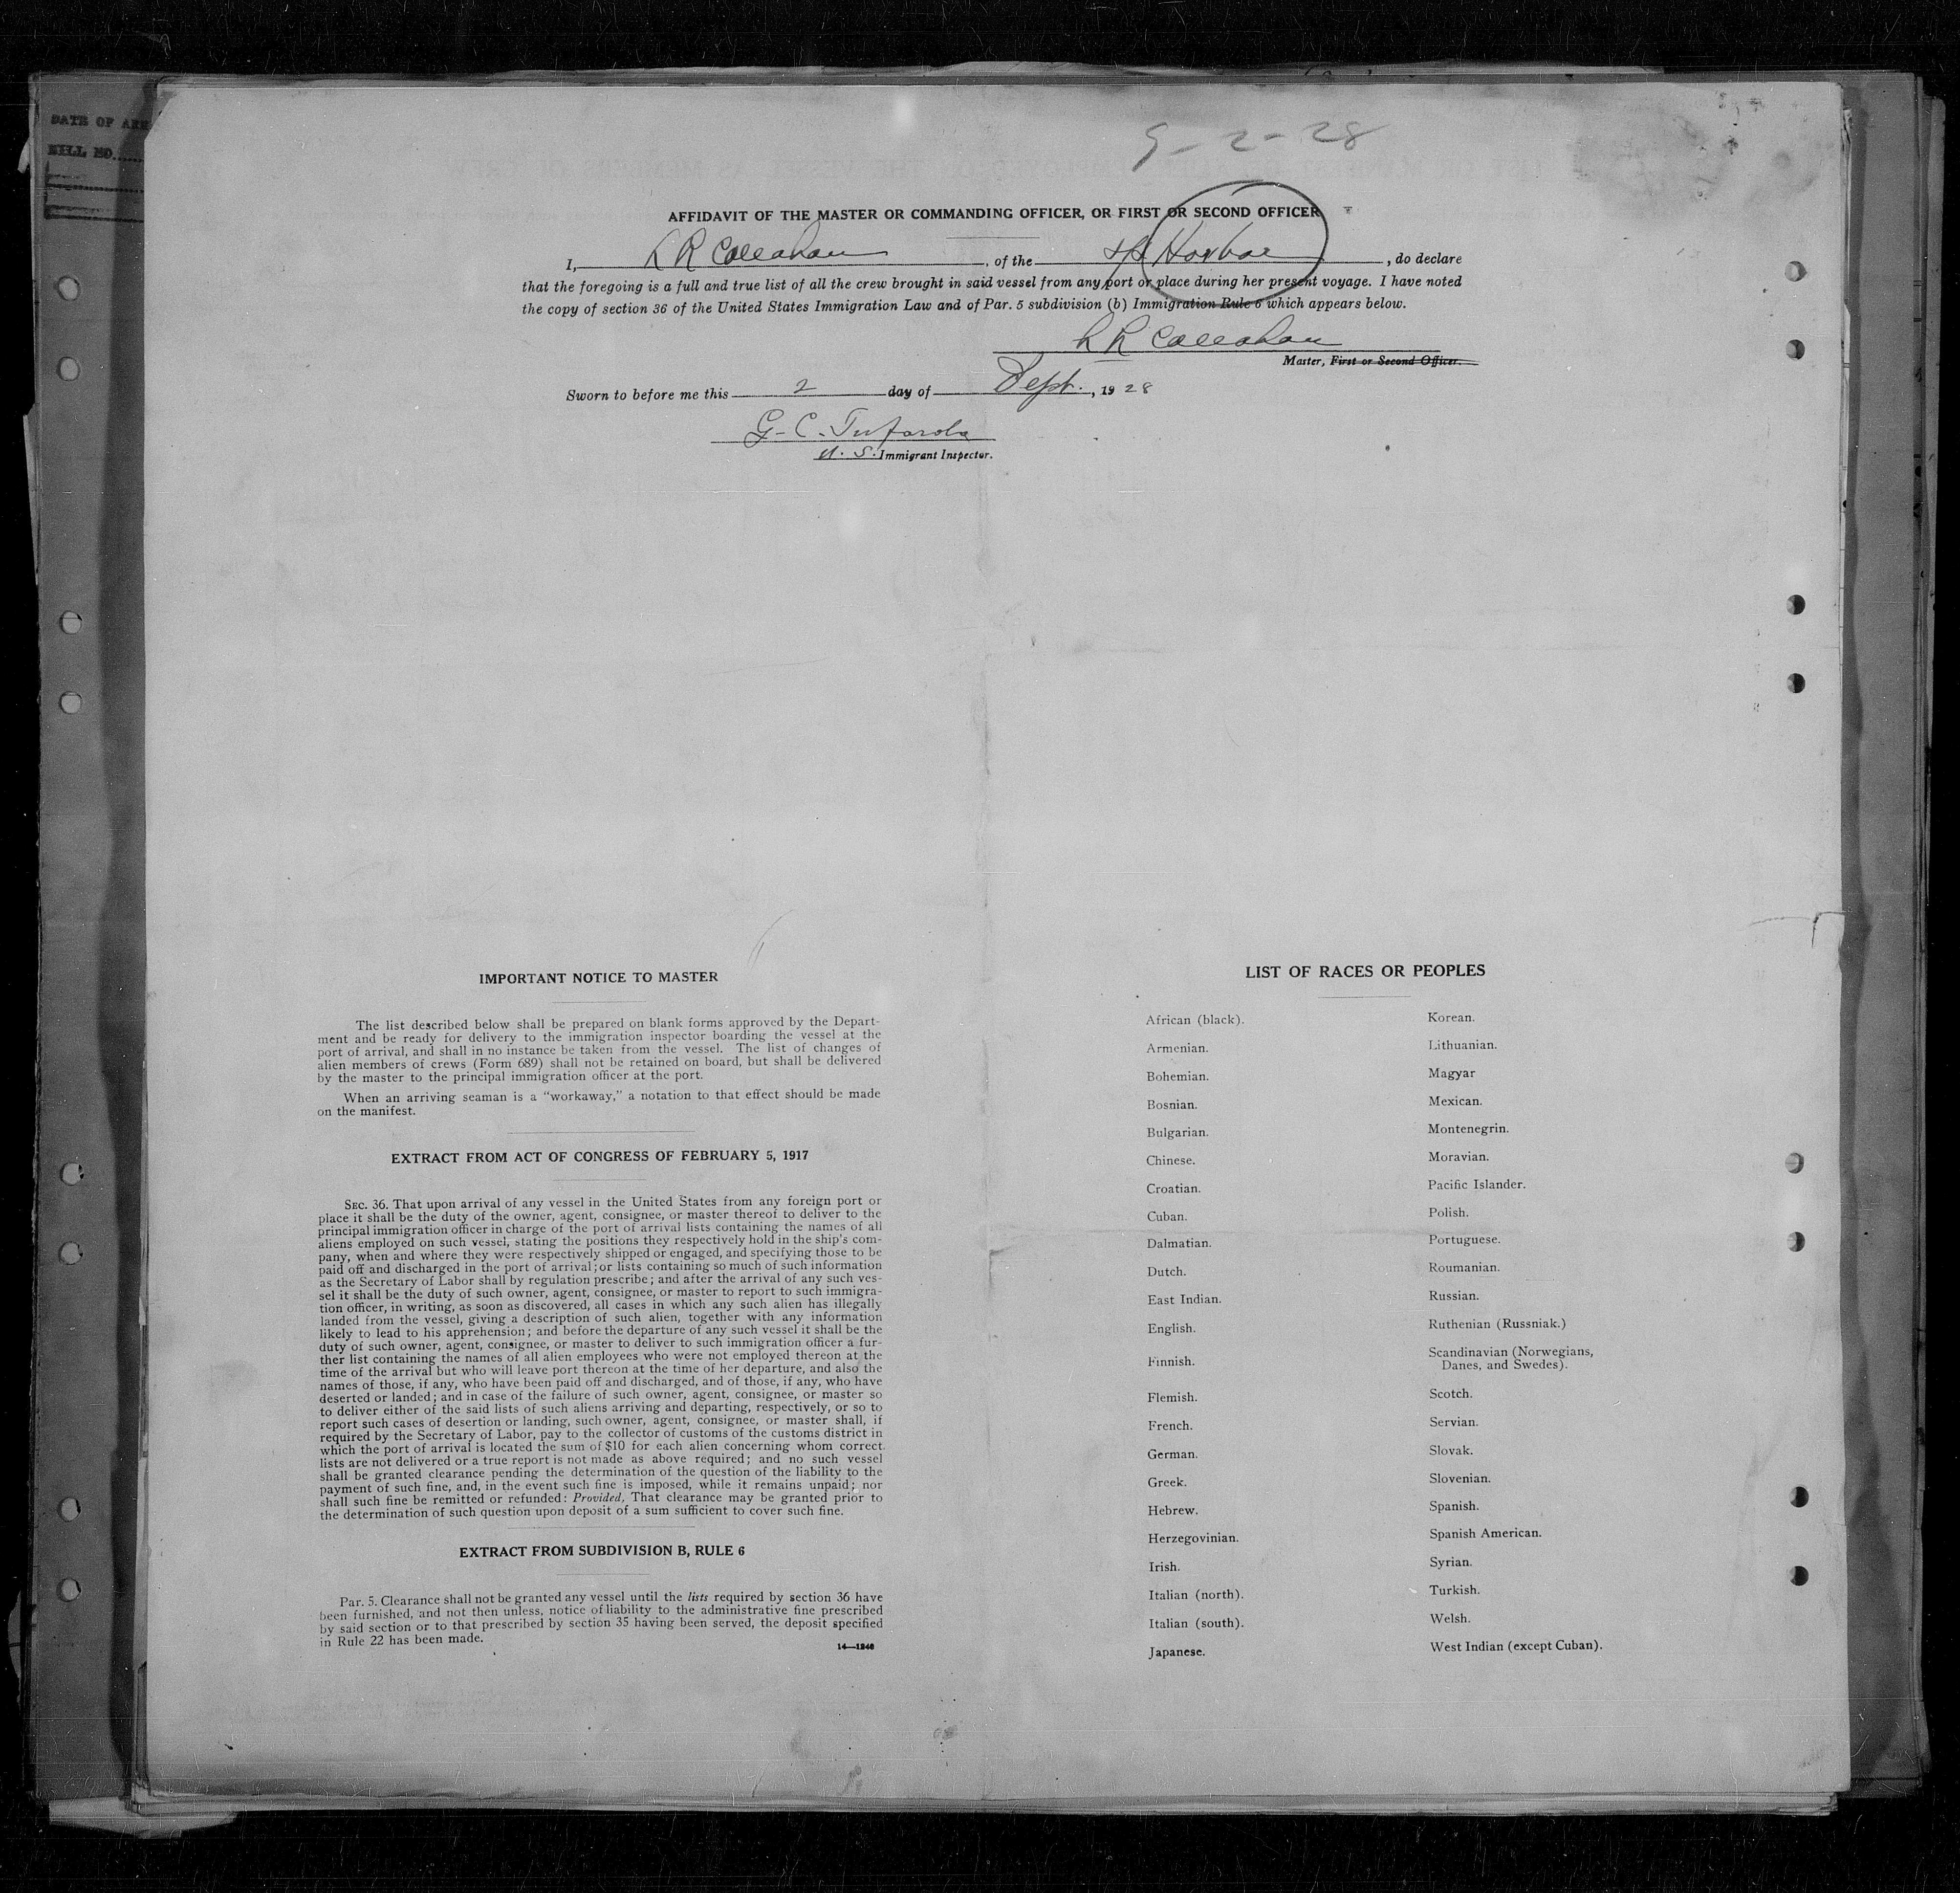 DATE OF ARR
BILL NO.
9-2-28
AFFIDAVIT OF THE MASTER OR COMMANDING OFFICER, OR FIRST OR SECOND OFFICER
I, R Callahan, of the, do declare
that the foregoing is a full and true list of all the crew brought in said vessel from any port or place during her present voyage. I have noted
the copy of section 36 of the United States Immigration Law and of Par. 5 subdivision (b) Immigration Rule 6 which appears below.
R Callahan
Master, First or Second Officer.
Sworn to before me this 2 day of Sept., 1928
G. C.
U. S. Immigrant Inspector.
IMPORTANT NOTICE TO MASTER
The list described below shall be prepared on blank forms approved by the Depart-
ment and be ready for delivery to the immigration inspector boarding the vessel at the
port of arrival, and shall in no instance be taken from the vessel. The list of changes of
alien members of crews (Form 689) shall not be retained on board, but shall be delivered
by the master to the principal immigration officer at the port.
When an arriving seaman is a "workaway," a notation to that effect should be made
on the manifest.
EXTRACT FROM ACT OF CONGRESS OF FEBRUARY 5, 1917
SEC. 36. That upon arrival of any vessel in the United States from any foreign port or
place it shall be the duty of the owner, agent, consignee, or master thereof to deliver to the
principal immigration officer in charge of the port of arrival lists containing the names of all
aliens employed on such vessel, stating the positions they respectively hold in the ship's com-
pany, when and where they were respectively shipped or engaged, and specifying those to be
paid off and discharged in the port of arrival; or lists containing so much of such information
as the Secretary of Labor shall by regulation prescribe; and after the arrival of any such ves-
sel it shall be the duty of such owner, agent, consignee, or master to report to such immigra-
tion officer, in writing, as soon as discovered, all cases in which any such alien has illegally
landed from the vessel, giving a description of such alien, together with any information
likely to lead to his apprehension; and before the departure of any such vessel it shall be the
duty of such owner, agent, consignee, or master to deliver to such immigration officer a fur-
ther list containing the names of all alien employees who were not employed thereon at the
time of the arrival but who will leave port thereon at the time of her departure, and also the
names of those, if any, who have been paid off and discharged, and of those, if any, who have
deserted or landed; and in case of the failure of such owner, agent, consignee, or master so
to deliver either of the said lists of such aliens arriving and departing, respectively, or so to
report such cases of desertion or landing, such owner, agent, consignee, or master shall, if
required by the Secretary of Labor, pay to the collector of customs of the customs district in
which the port of arrival is located the sum of $10 for each alien concerning whom correct
lists are not delivered or a true report is not made as above required; and no such vessel
shall be granted clearance pending the determination of the question of the liability to the
payment of such fine, and, in the event such fine is imposed, while it remains unpaid; nor
shall such fine be remitted or refunded: Provided, That clearance may be granted prior to
the determination of such question upon deposit of a sum sufficient to cover such fine.
EXTRACT FROM SUBDIVISION B, RULE 6
Par. 5. Clearance shall not be granted any vessel until the lists required by section 36 have
been furnished, and not then unless, notice of liability to the administrative fine prescribed
by said section or to that prescribed by section 35 having been served, the deposit specified
in Rule 22 has been made.
14—1240
LIST OF RACES OR PEOPLES
African (black).
Armenian.
Bohemian.
Bosnian.
Bulgarian.
Chinese.
Croatian.
Cuban.
Dalmatian.
Dutch.
East Indian.
English.
Finnish.
Flemish.
French.
German.
Greek.
Hebrew.
Herzegovinian.
Irish.
Italian (north).
Italian (south).
Japanese.
Korean.
Lithuanian.
Magyar
Mexican.
Montenegrin.
Moravian.
Pacific Islander.
Polish.
Portuguese.
Roumanian.
Russian.
Ruthenian (Russniak.)
Scandinavian (Norwegians,
Danes, and Swedes).
Scotch.
Servian.
Slovak.
Slovenian.
Spanish.
Spanish American.
Syrian.
Turkish.
Welsh.
West Indian (except Cuban).